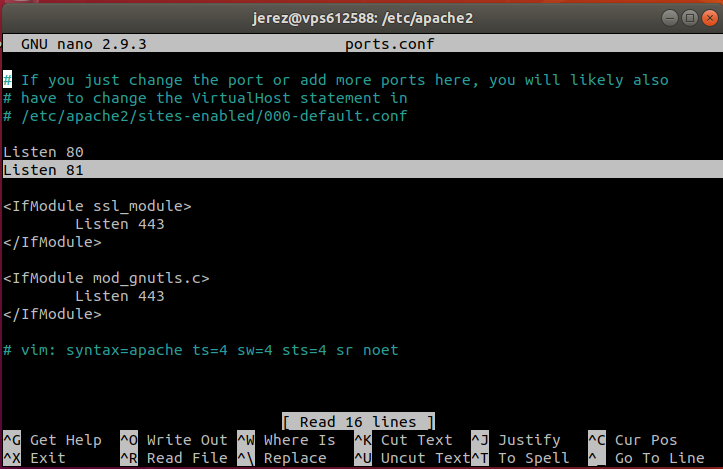 jerez@vps612588: /etc/apache2
GNU nano 2.9.3 ports.conf
# If you just change the port or add more ports here, you will likely also
# have to change the VirtualHost statement in
# /etc/apache2/sites-enabled/000-default.conf
Listen 80
Listen 81
<IfModule ssl_module>
Listen 443
</IfModule>
<IfModule mod_gnutls.c>
Listen 443
</IfModule>
# vim: syntax=apache ts=4 sw=4 sts=4 sr noet
[ Read 16 lines ]
^G Get Help ^O Write Out ^W Where Is ^K Cut Text ^J Justify ^C Cur Pos
^X Exit ^R Read File ^\ Replace ^U Uncut Text ^T To Spell ^_ Go To Line